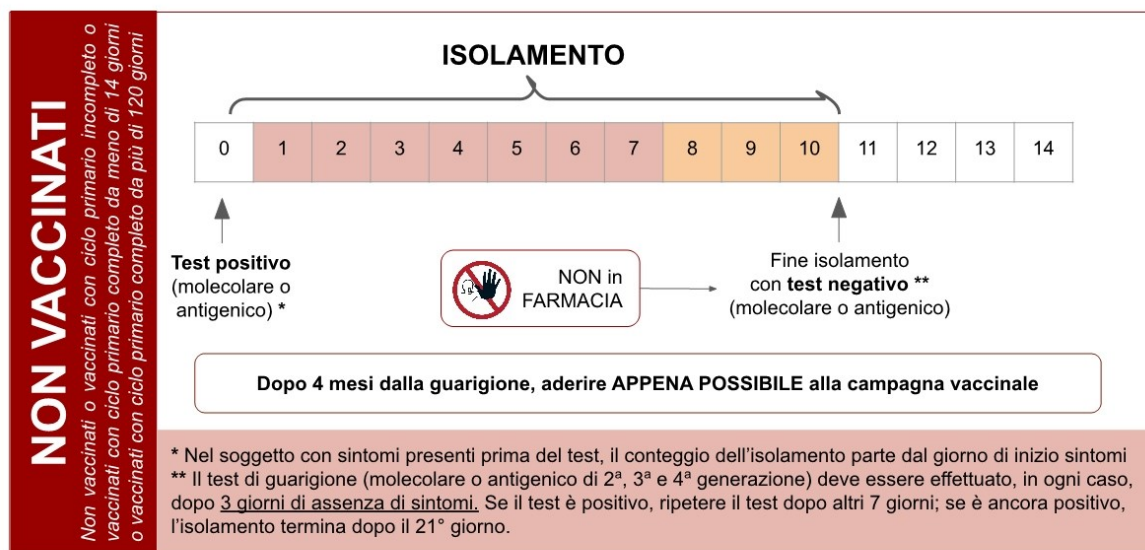 NON VACCINATI
Non vaccinati o vaccinati con ciclo primario incompleto o
vaccinati con ciclo primario completo da meno di 14 giorni
o vaccinati con ciclo primario completo da più di 120 giorni
ISOLAMENTO
0 1 2 3 4 5 6 7 8 9 10 11 12 13 14
Test positivo
(molecolare o
antigenico) *
NON in
FARMACIA
Fine isolamento
con test negativo **
(molecolare o antigenico)
Dopo 4 mesi dalla guarigione, aderire APPENA POSSIBILE alla campagna vaccinale
* Nel soggetto con sintomi presenti prima del test, il conteggio dell’isolamento parte dal giorno di inizio sintomi
** Il test di guarigione (molecolare o antigenico di 2ª, 3ª e 4ª generazione) deve essere effettuato, in ogni caso,
dopo 3 giorni di assenza di sintomi. Se il test è positivo, ripetere il test dopo altri 7 giorni; se è ancora positivo,
l’isolamento termina dopo il 21° giorno.